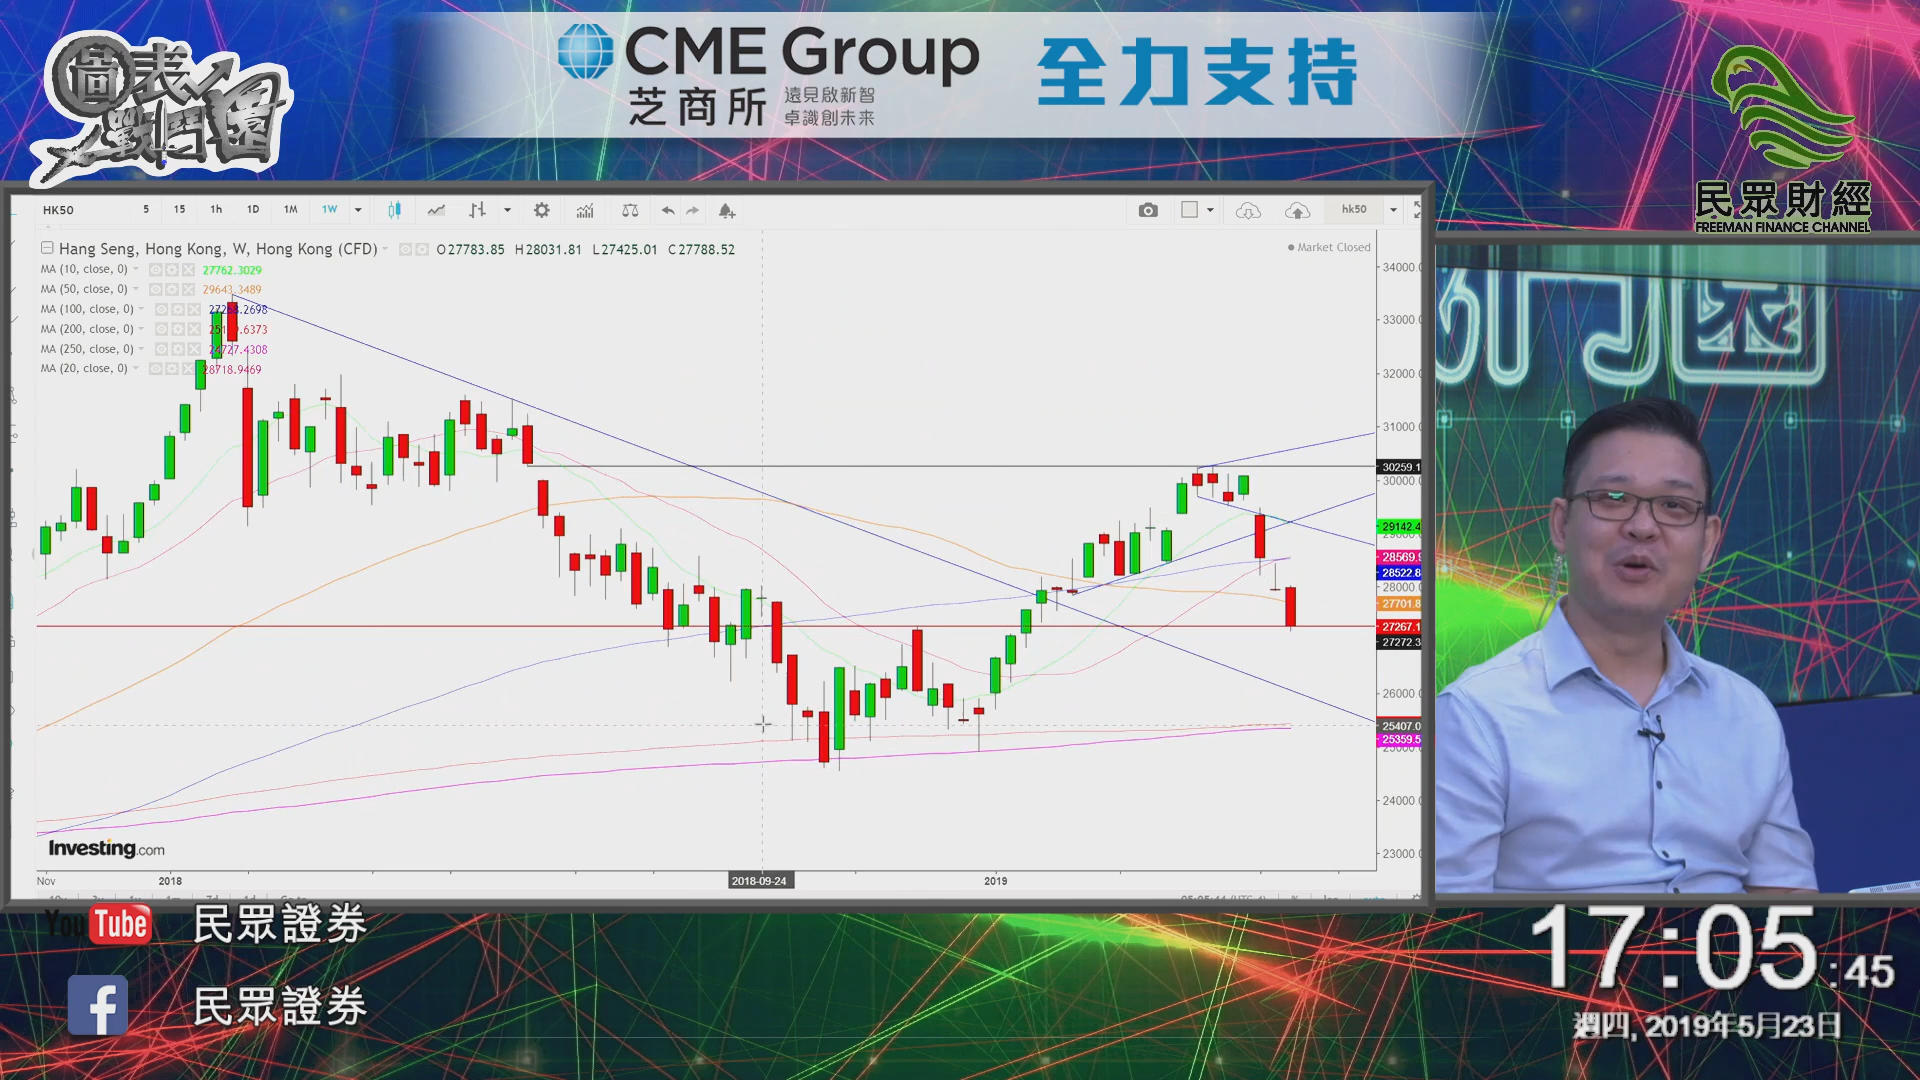 圖表
戰鬥團
CME Group
芝商所
遠見啟新智
卓識創未來
全力支持
民眾財經
FREEMAN FINANCE CHANNEL
HK50 5 15 1h 1D 1M 1W hk50
Hang Seng, Hong Kong, W, Hong Kong (CFD) O27783.85 H28031.81 L27425.01 C27788.52
Market Closed
MA (10, close, 0) 27762.3029
MA (50, close, 0) 29643.3489
MA (100, close, 0)
MA (200, close, 0)
MA (250, close, 0) 24727.4308
MA (20, close, 0) 28718.9469
34000.
33000.
32000.
31000.
30259.1
30000.
29142.4
29000.
28569.9
28522.8
28000.
27701.8
27267.1
27272.3
26000.
25407.0
25359.5
25000.
24000.
23000.
Investing.com
Nov 2018 2018-09-24 2019
YouTube 民眾證券
f 民眾證券
17:05:45
週四, 2019年5月23日